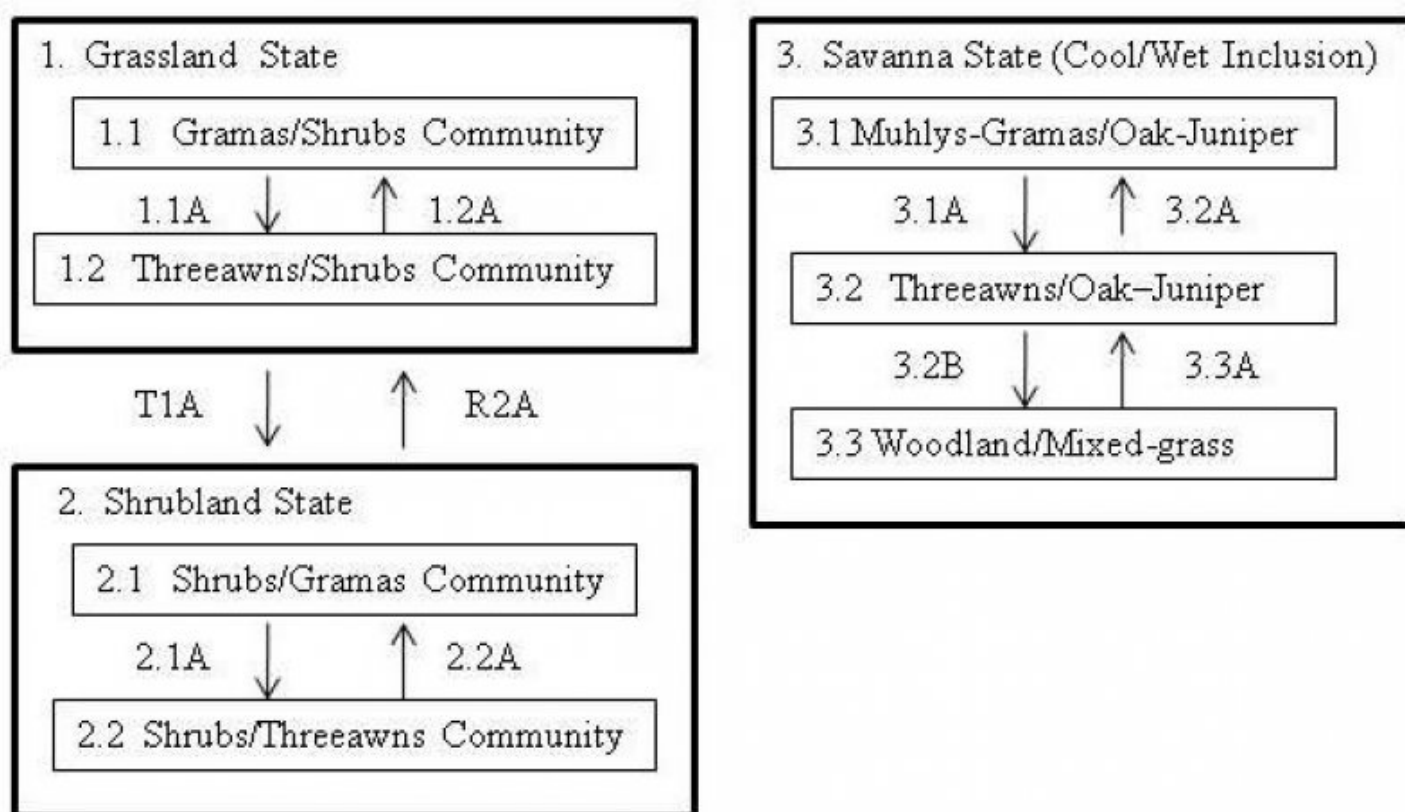 1. Grassland State
1.1 Gramas/Shrubs Community
1.1A 1.2A
1.2 Threeawns/Shrubs Community
T1A R2A
2. Shrubland State
2.1 Shrubs/Gramas Community
2.1A 2.2A
2.2 Shrubs/Threeawns Community
3. Savanna State (Cool/Wet Inclusion)
3.1 Muhlys-Gramas/Oak-Juniper
3.1A 3.2A
3.2 Threeawns/Oak–Juniper
3.2B 3.3A
3.3 Woodland/Mixed-grass